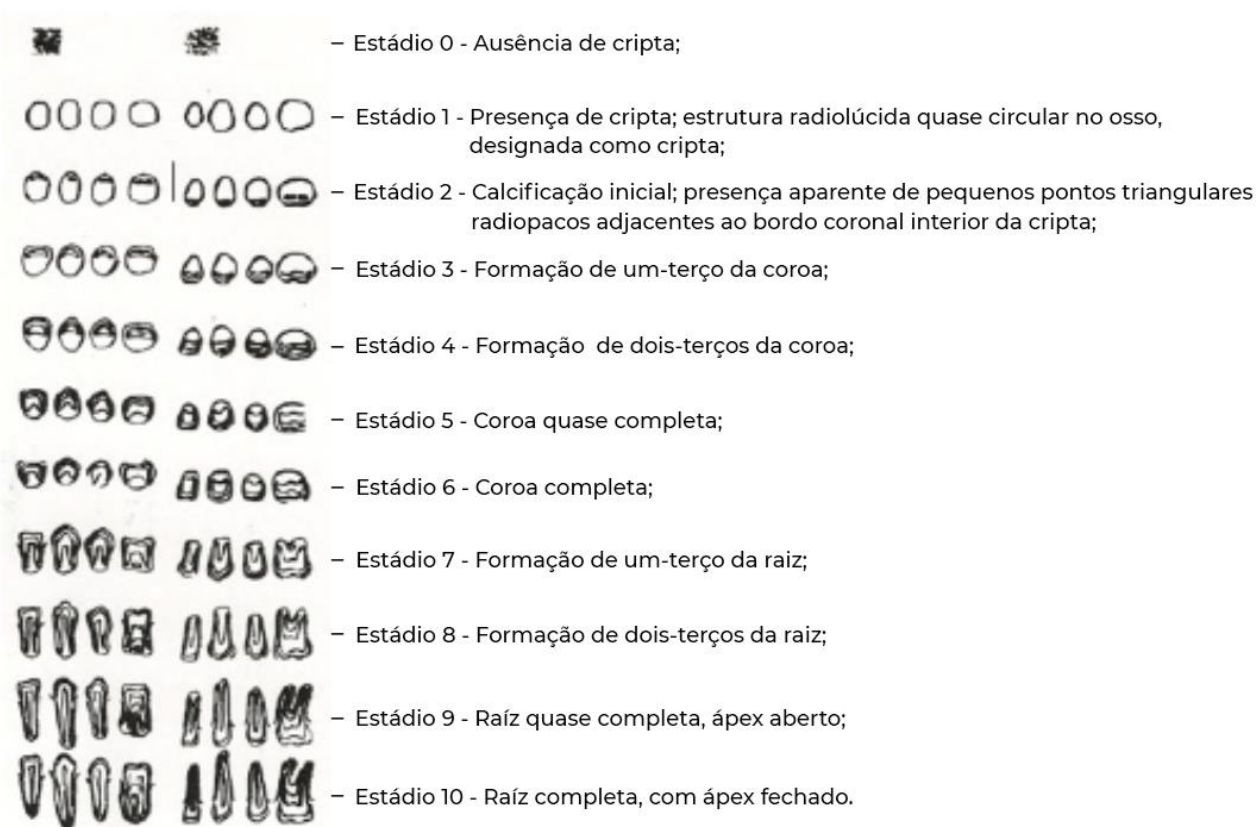 – Estádio 0 - Ausência de cripta;
– Estádio 1 - Presença de cripta; estrutura radiolúcida quase circular no osso,
designada como cripta;
– Estádio 2 - Calcificação inicial; presença aparente de pequenos pontos triangulares
radiopacos adjacentes ao bordo coronal interior da cripta;
– Estádio 3 - Formação de um-terço da coroa;
– Estádio 4 - Formação de dois-terços da coroa;
– Estádio 5 - Coroa quase completa;
– Estádio 6 - Coroa completa;
– Estádio 7 - Formação de um-terço da raiz;
– Estádio 8 - Formação de dois-terços da raiz;
– Estádio 9 - Raíz quase completa, ápex aberto;
– Estádio 10 - Raíz completa, com ápex fechado.